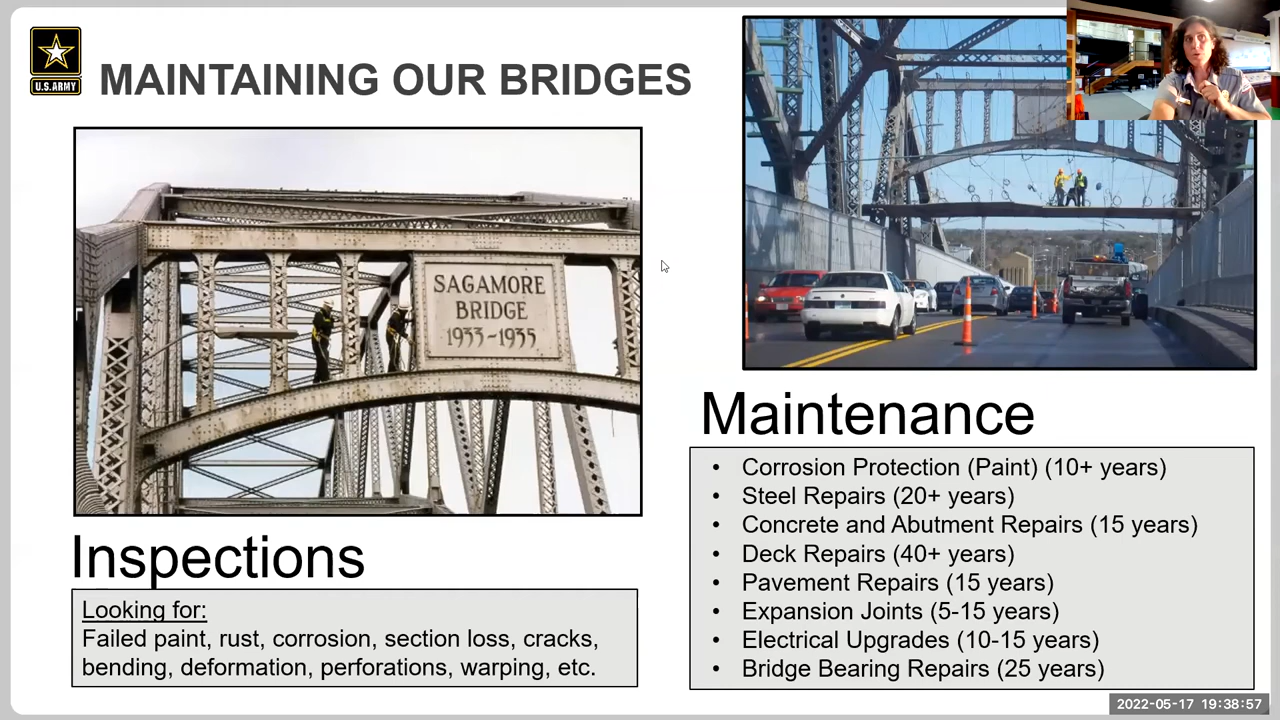 U.S.ARMY
MAINTAINING OUR BRIDGES
SAGAMORE
BRIDGE
1933-1935
Inspections
Looking for:
Failed paint, rust, corrosion, section loss, cracks,
bending, deformation, perforations, warping, etc.
Maintenance
• Corrosion Protection (Paint) (10+ years)
• Steel Repairs (20+ years)
• Concrete and Abutment Repairs (15 years)
• Deck Repairs (40+ years)
• Pavement Repairs (15 years)
• Expansion Joints (5-15 years)
• Electrical Upgrades (10-15 years)
• Bridge Bearing Repairs (25 years)
2022-05-17 19:38:57